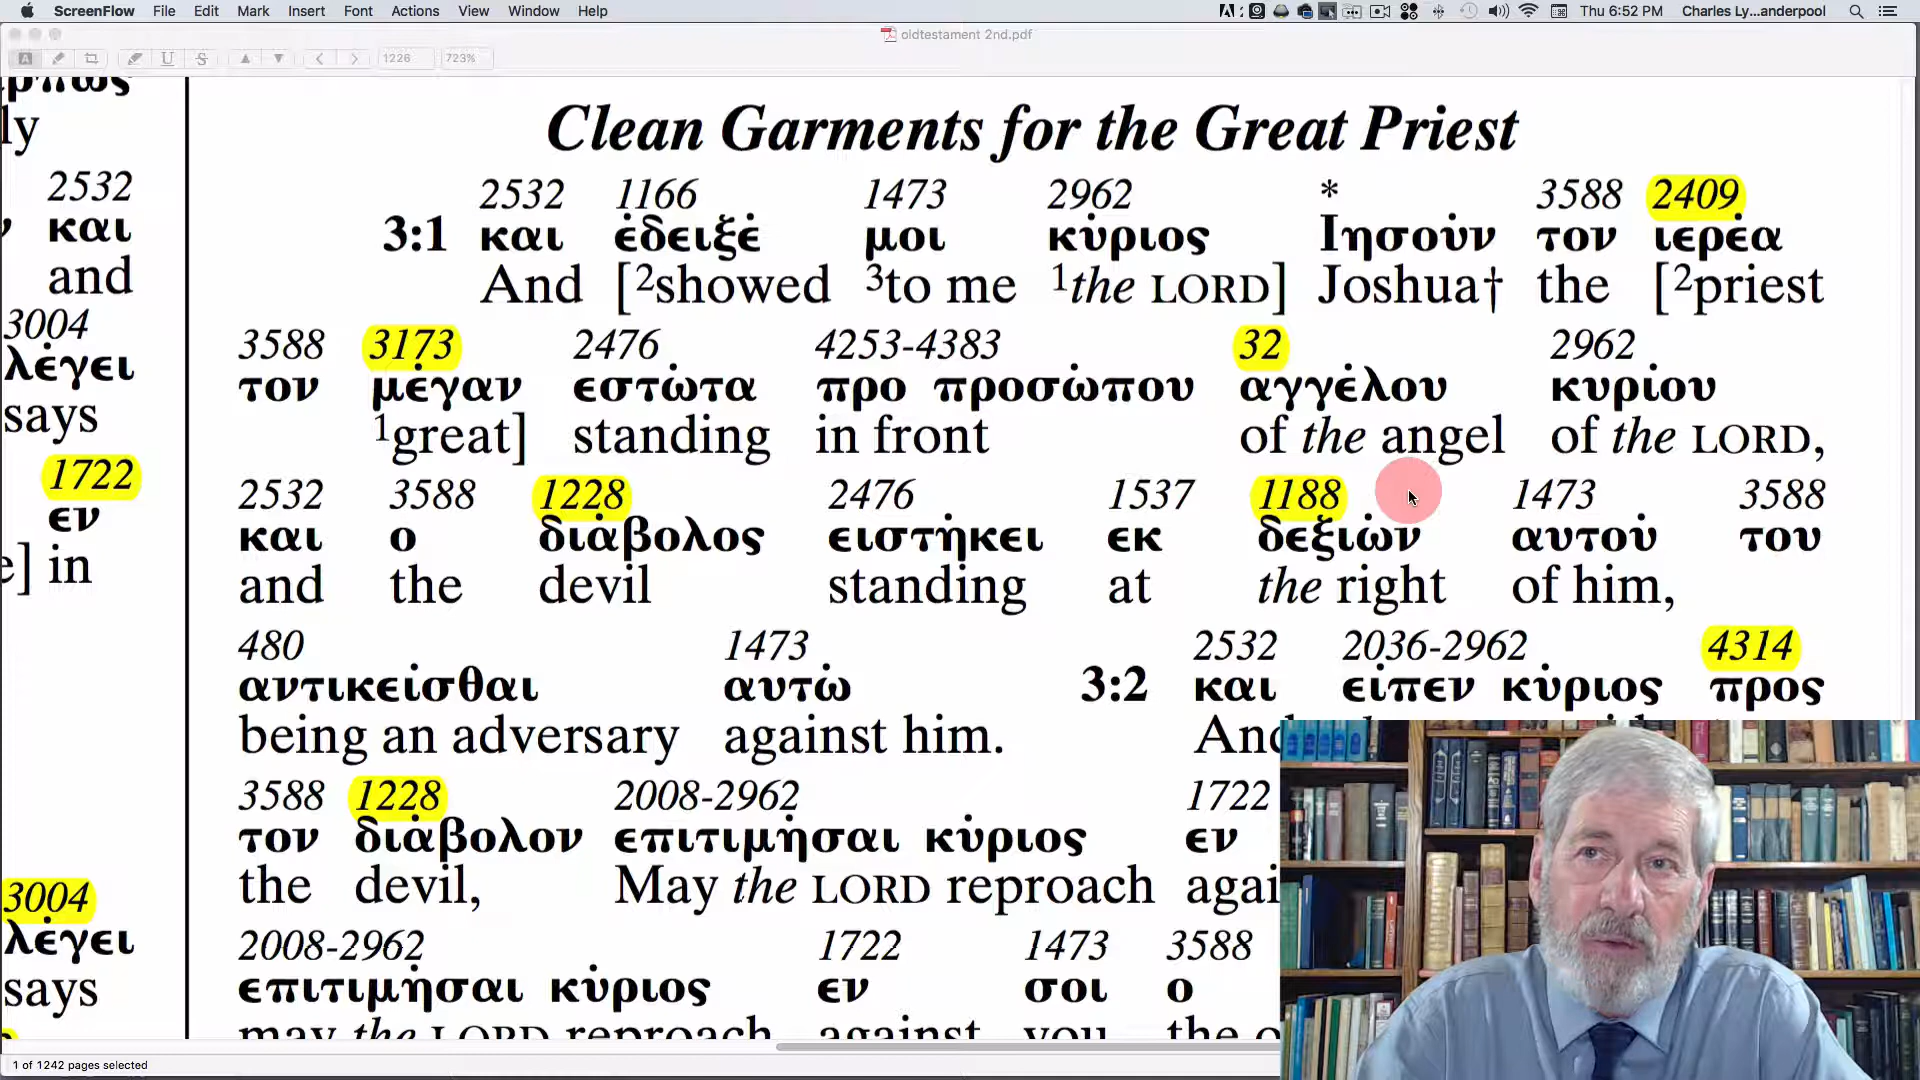 ScreenFlow File Edit Mark Insert Font Actions View Window Help Thu 6:52 PM Charles Ly...anderpool
oldtestament 2nd.pdf
1226 723%
ly
2532
και
and
3004
λέγει
says
1722
εν
in
3004
λέγει
says
Clean Garments for the Great Priest
2532 1166 1473 2962 * 3588 2409
3:1 και έδειξέ μοι κύριος Ιησούν τον ιερέα
And [2showed 3to me 1the LORD] Joshua† the [2priest
3588 3173 2476 4253-4383 32 2962
τον μέγαν εστώτα προ προσώπου αγγέλου κυρίου
1great] standing in front of the angel of the LORD,
2532 3588 1228 2476 1537 1188 1473 3588
και ο διάβολος ειστήκει εκ δεξιών αυτού του
and the devil standing at the right of him,
480 1473 2532 2036-2962 4314
αντικείσθαι αυτώ 3:2 και είπεν κύριος προς
being an adversary against him.
3588 1228 2008-2962 1722
τον διάβολον επιτιμήσαι κύριος εν
the devil, May the LORD reproach
2008-2962 1722 1473 3588
επιτιμήσαι κύριος εν σοι ο
may the LORD reproach against you the
1 of 1242 pages selected